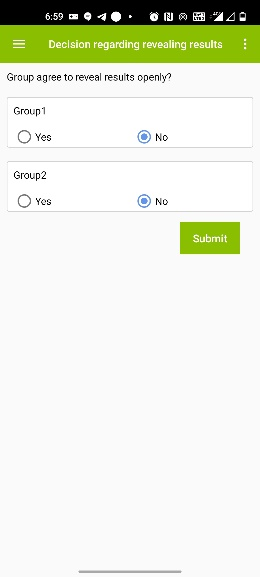 6:59
Decision regarding revealing results
Group agree to reveal results openly?
Group1
Yes No
Group2
Yes No
Submit